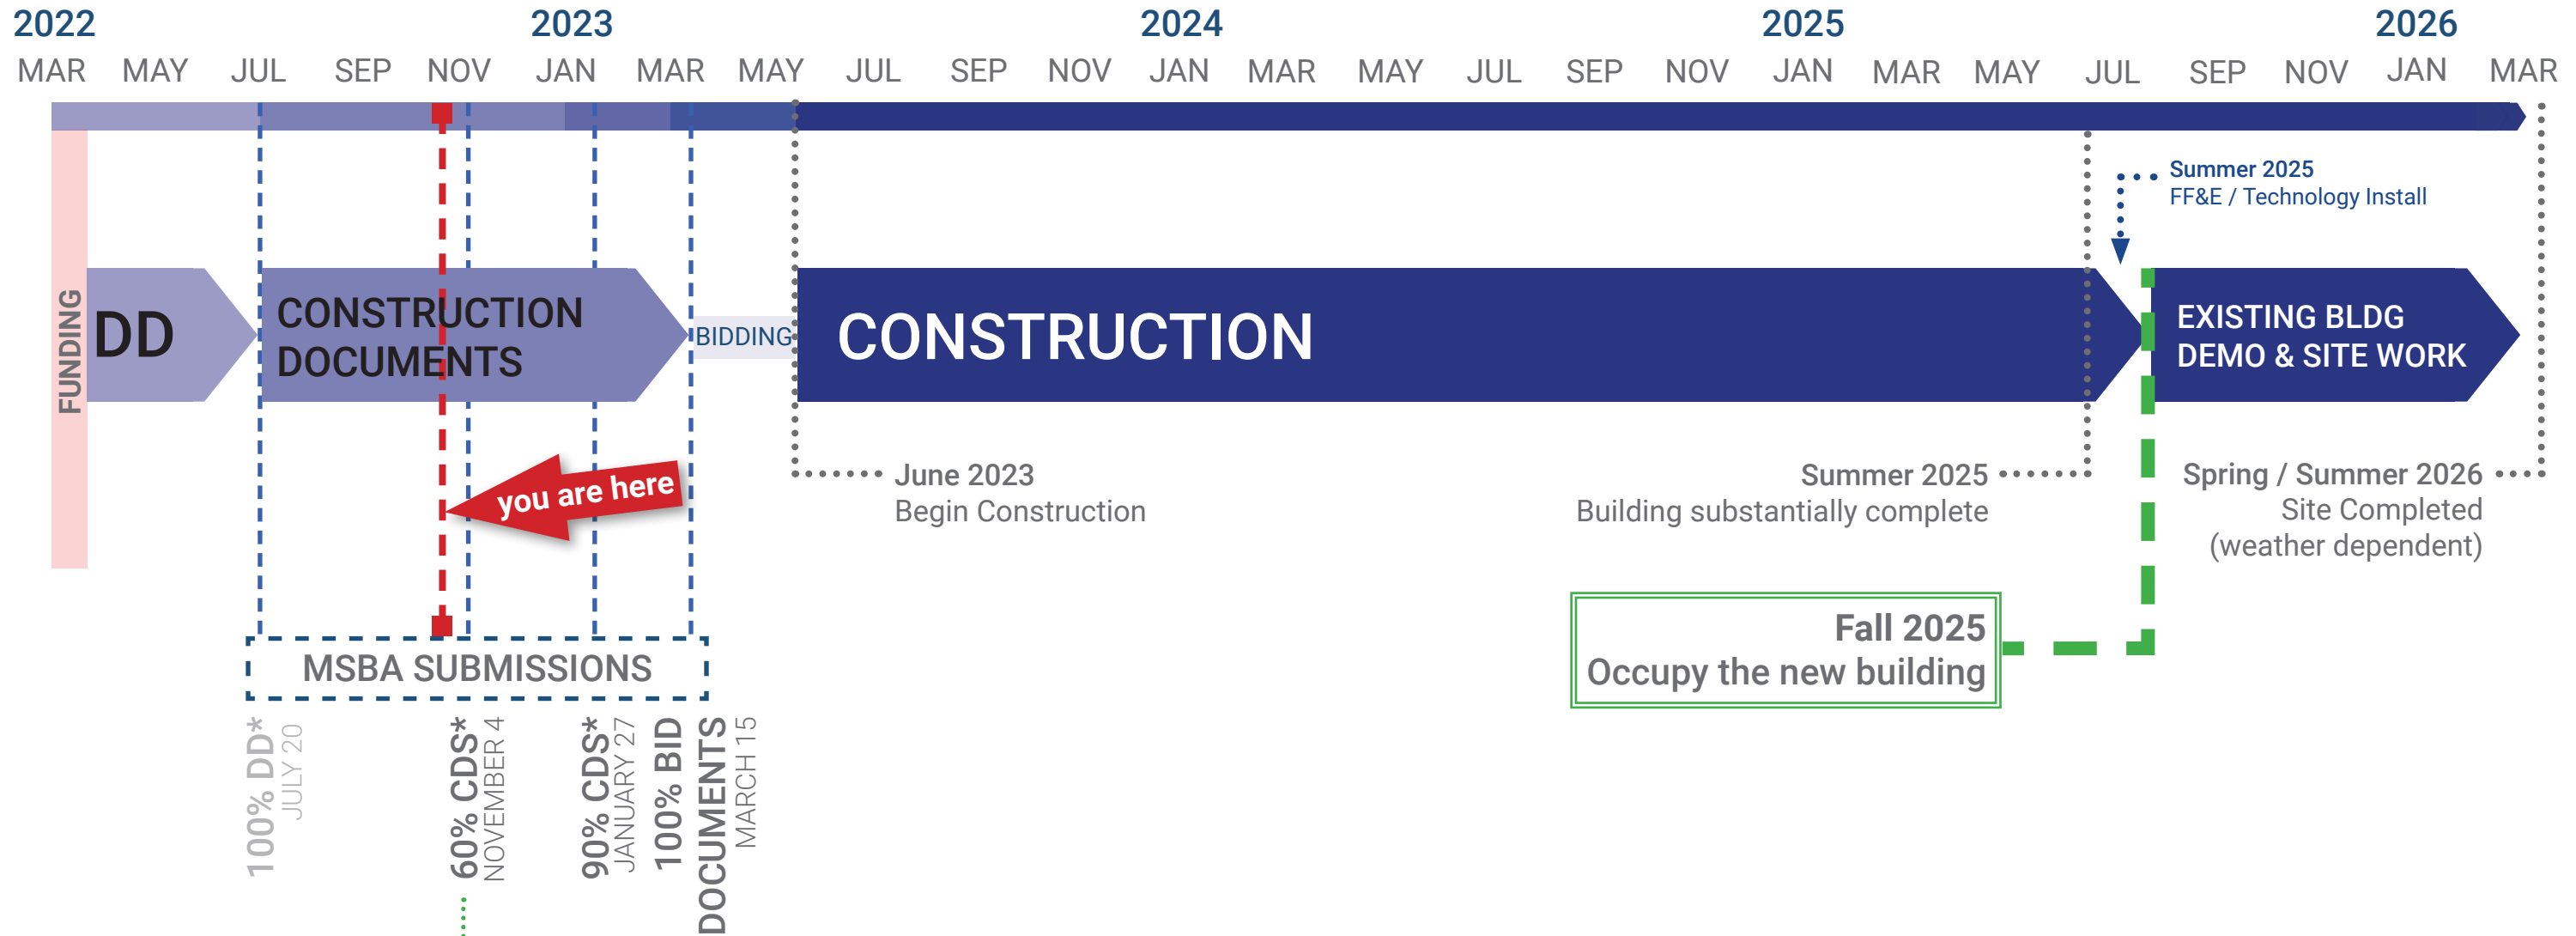 2022 2023 2024 2025 2026
MAR MAY JUL SEP NOV JAN MAR MAY JUL SEP NOV JAN MAR MAY JUL SEP NOV JAN MAR MAY JUL SEP NOV JAN MAR
Summer 2025
FF&E / Technology Install
FUNDING
DD
CONSTRUCTION
DOCUMENTS
BIDDING
CONSTRUCTION
EXISTING BLDG
DEMO & SITE WORK
you are here
June 2023
Begin Construction
Summer 2025
Building substantially complete
Spring / Summer 2026
Site Completed
(weather dependent)
Fall 2025
Occupy the new building
MSBA SUBMISSIONS
100% DD*
JULY 20
60% CDS*
NOVEMBER 4
90% CDS*
JANUARY 27
100% BID
DOCUMENTS
MARCH 15